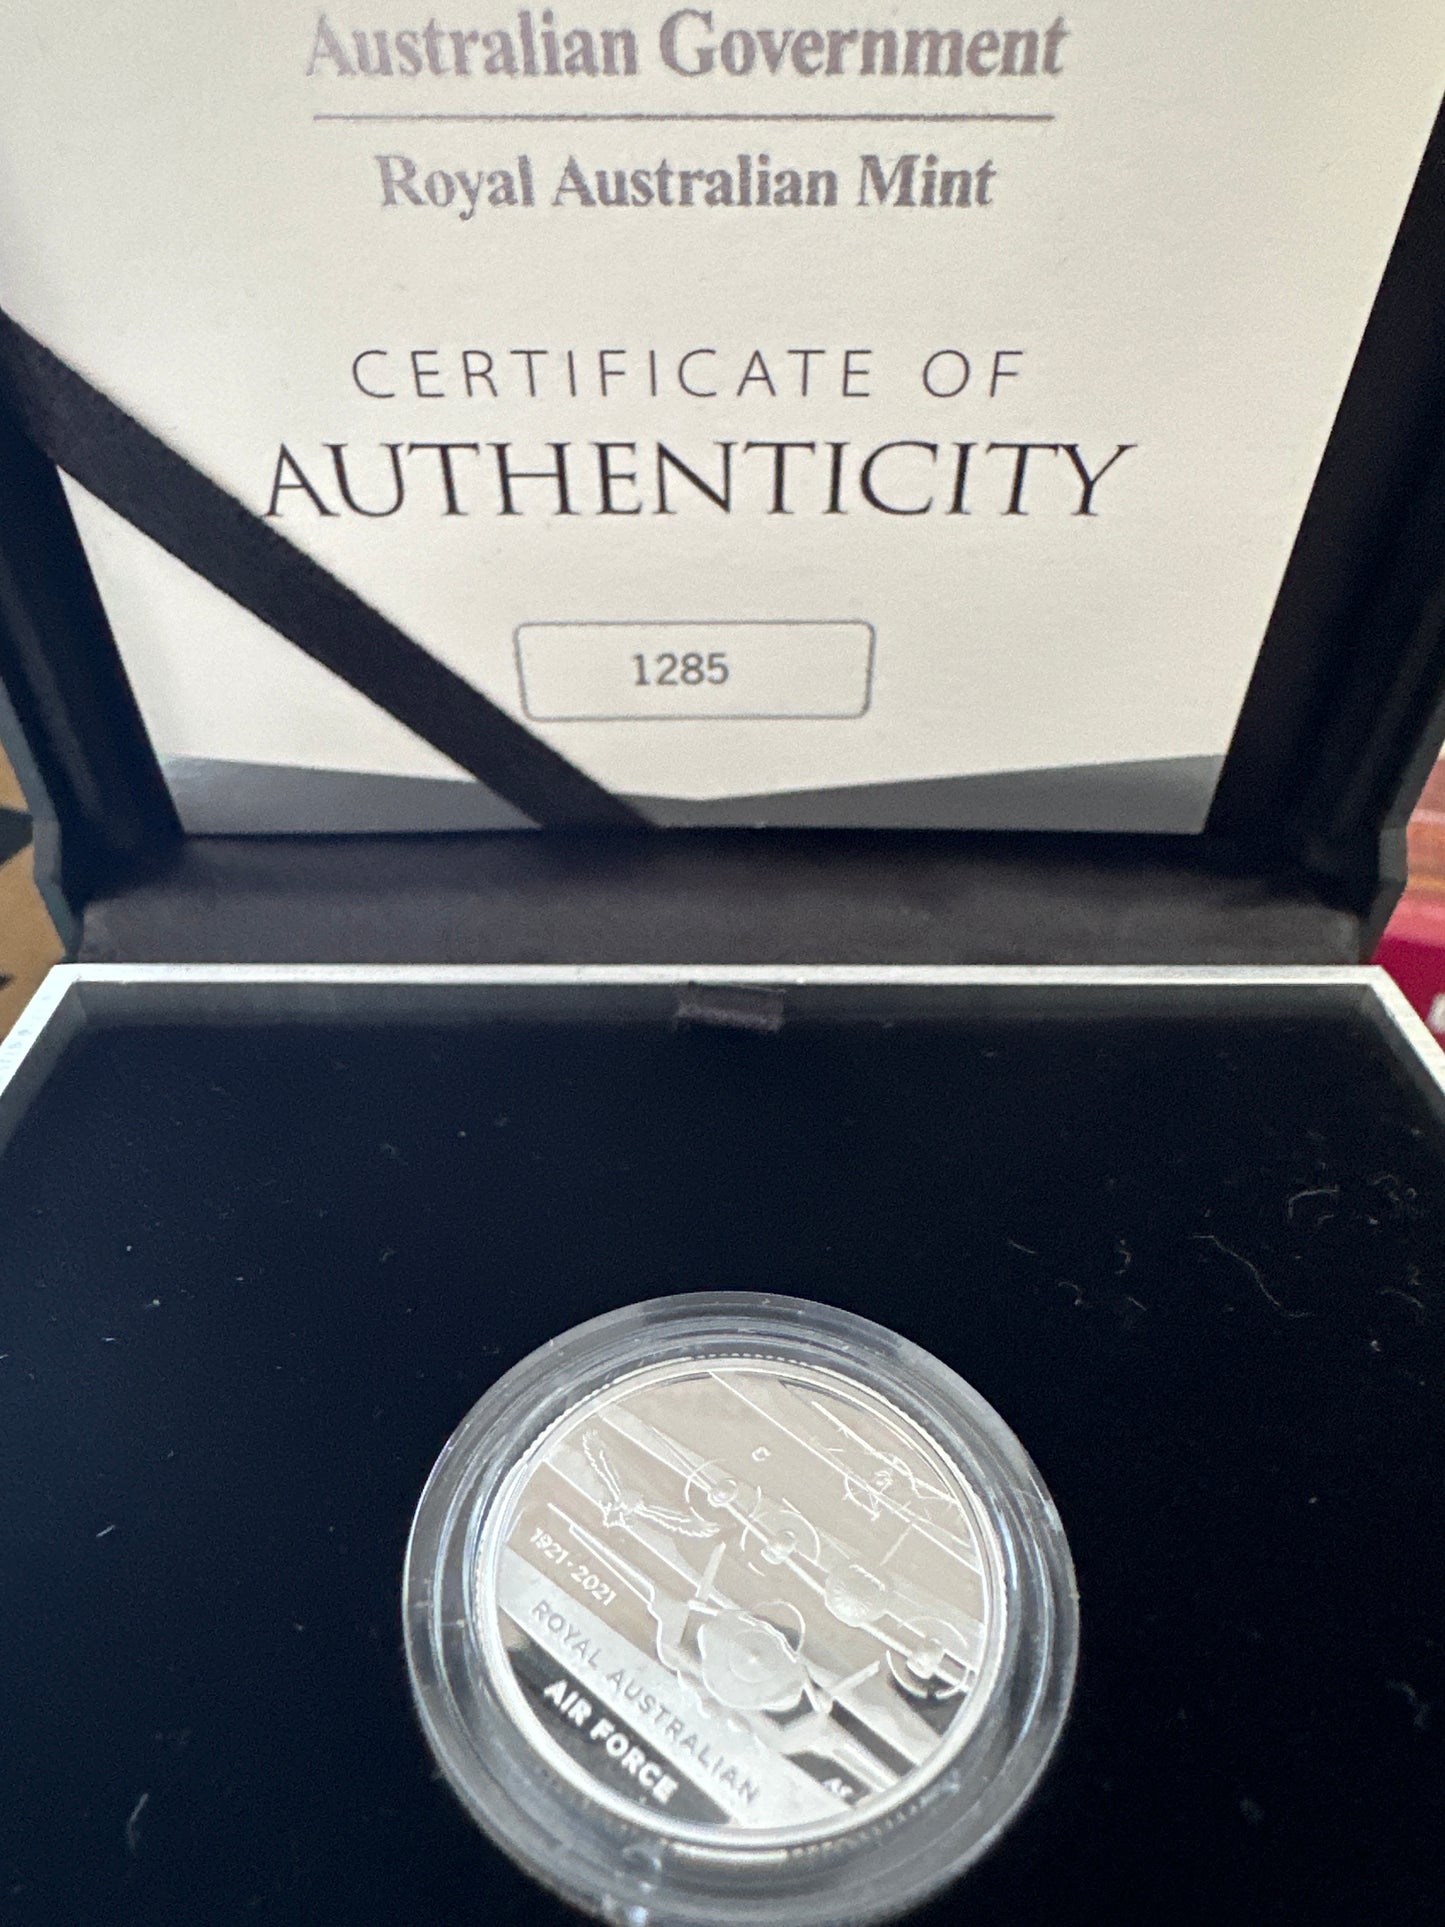 Australian Government
Royal Australian Mint
CERTIFICATE OF
AUTHENTICITY
1285
C
1921-2021
ROYAL AUSTRALIAN
AIR FORCE